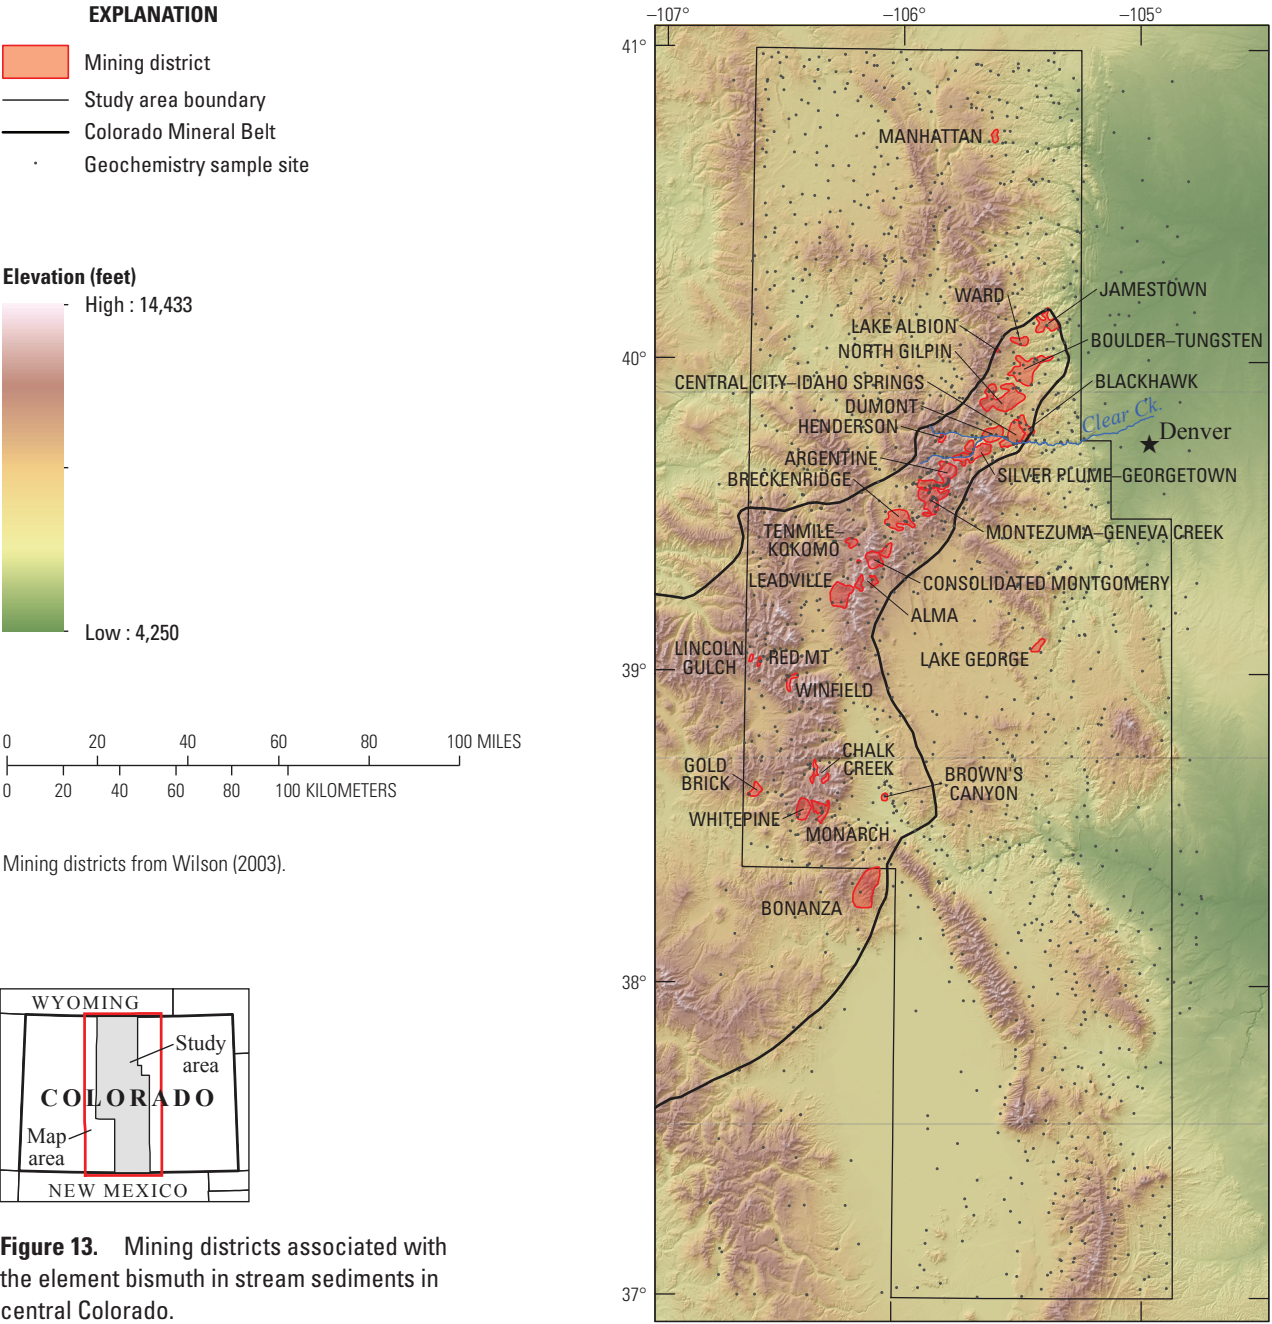 EXPLANATION
Mining district
Study area boundary
Colorado Mineral Belt
Geochemistry sample site
Elevation (feet)
High : 14,433
Low : 4,250
0 20 40 60 80 100 MILES
0 20 40 60 80 100 KILOMETERS
Mining districts from Wilson (2003).
WYOMING
Study
area
COLORADO
Map
area
NEW MEXICO
Figure 13. Mining districts associated with
the element bismuth in stream sediments in
central Colorado.
–107° –106° –105°
41°
MANHATTAN
JAMESTOWN
WARD
LAKE ALBION
BOULDER–TUNGSTEN
NORTH GILPIN
40°
CENTRAL CITY–IDAHO SPRINGS
BLACKHAWK
DUMONT
Clear Ck.
HENDERSON
Denver
ARGENTINE
SILVER PLUME–GEORGETOWN
BRECKENRIDGE
MONTEZUMA–GENEVA CREEK
TENMILE–
KOKOMO
LEADVILLE
CONSOLIDATED MONTGOMERY
ALMA
LINCOLN
GULCH
RED MT
LAKE GEORGE
39°
WINFIELD
CHALK
CREEK
GOLD
BRICK
BROWN'S
CANYON
WHITEPINE
MONARCH
BONANZA
38°
37°